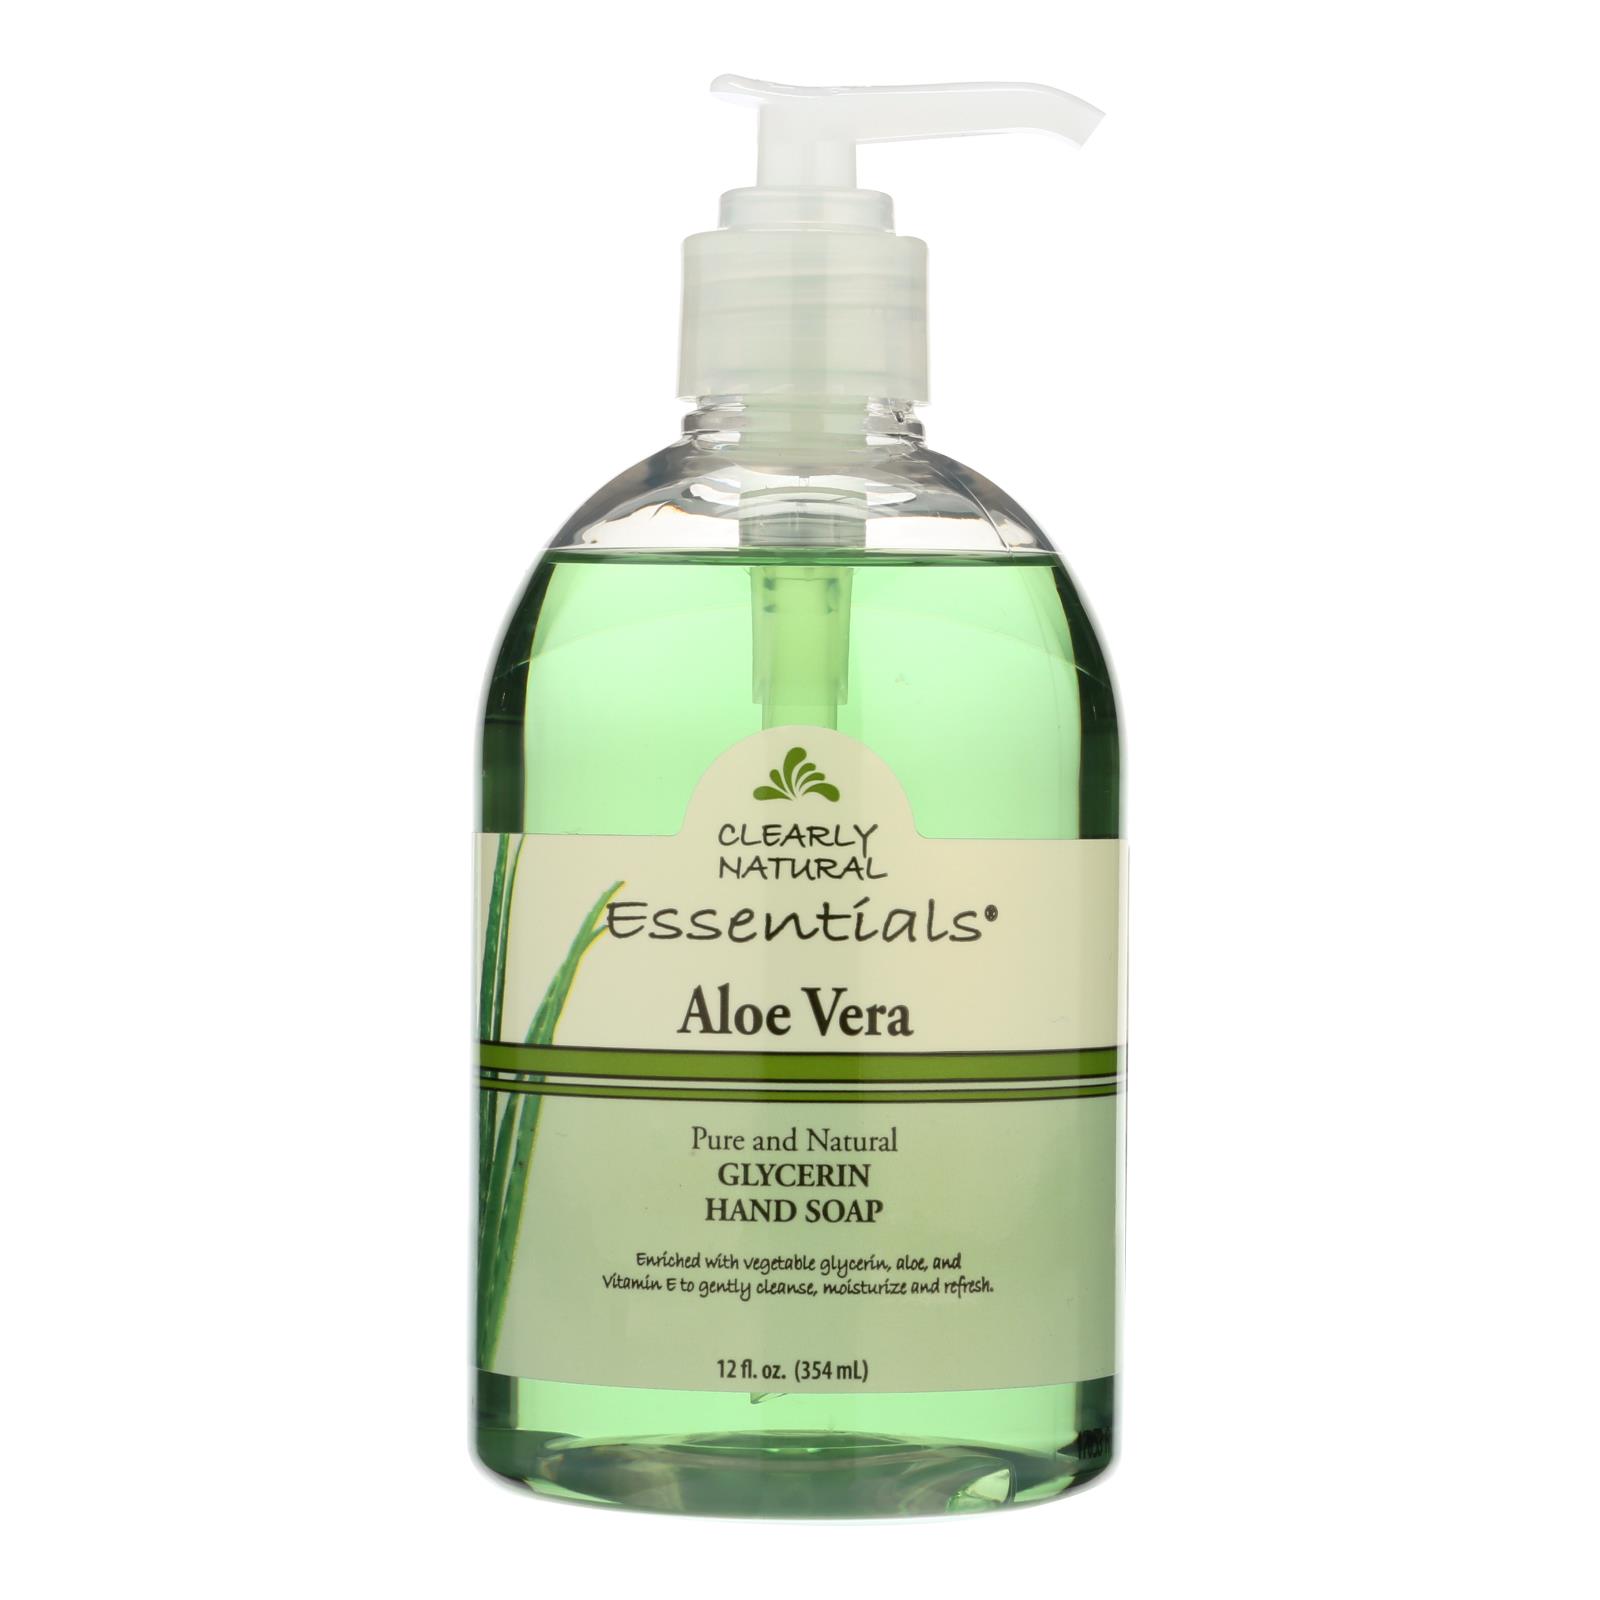 CLEARLY
NATURAL
Essentials®
Aloe Vera
Pure and Natural
GLYCERIN
HAND SOAP
Enriched with vegetable glycerin, aloe, and
Vitamin E to gently cleanse, moisturize and refresh.
12 fl. oz. (354 mL)